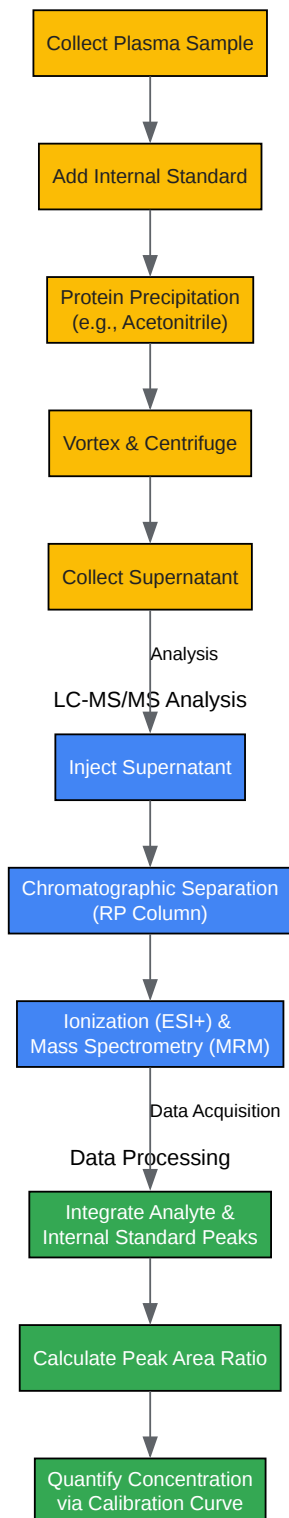 Collect Plasma Sample
Add Internal Standard
Protein Precipitation
(e.g., Acetonitrile)
Vortex & Centrifuge
Collect Supernatant
Analysis
LC-MS/MS Analysis
Inject Supernatant
Chromatographic Separation
(RP Column)
Ionization (ESI+) &
Mass Spectrometry (MRM)
Data Acquisition
Data Processing
Integrate Analyte &
Internal Standard Peaks
Calculate Peak Area Ratio
Quantify Concentration
via Calibration Curve